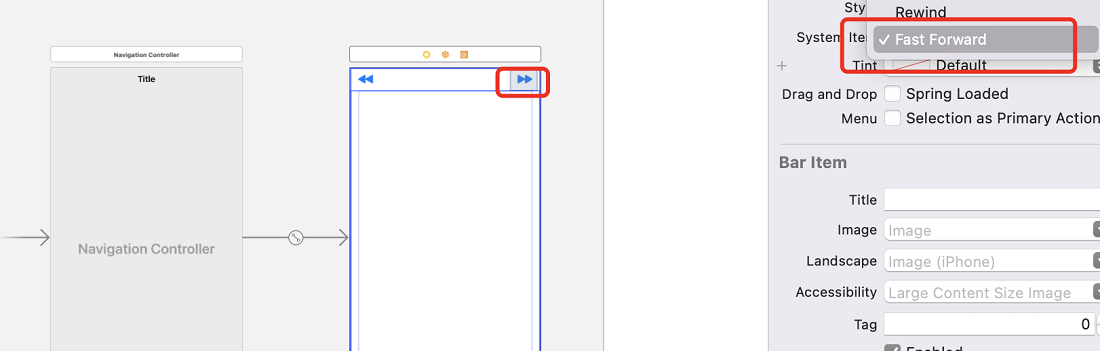 Navigation Controller
Title
Navigation Controller
Sty
Rewind
System Ite
✓ Fast Forward
Tint
Default
Drag and Drop
Spring Loaded
Menu
Selection as Primary Action
Bar Item
Title
Image
Image
Landscape
Image (iPhone)
Accessibility
Large Content Size Image
Tag
0
Enabled